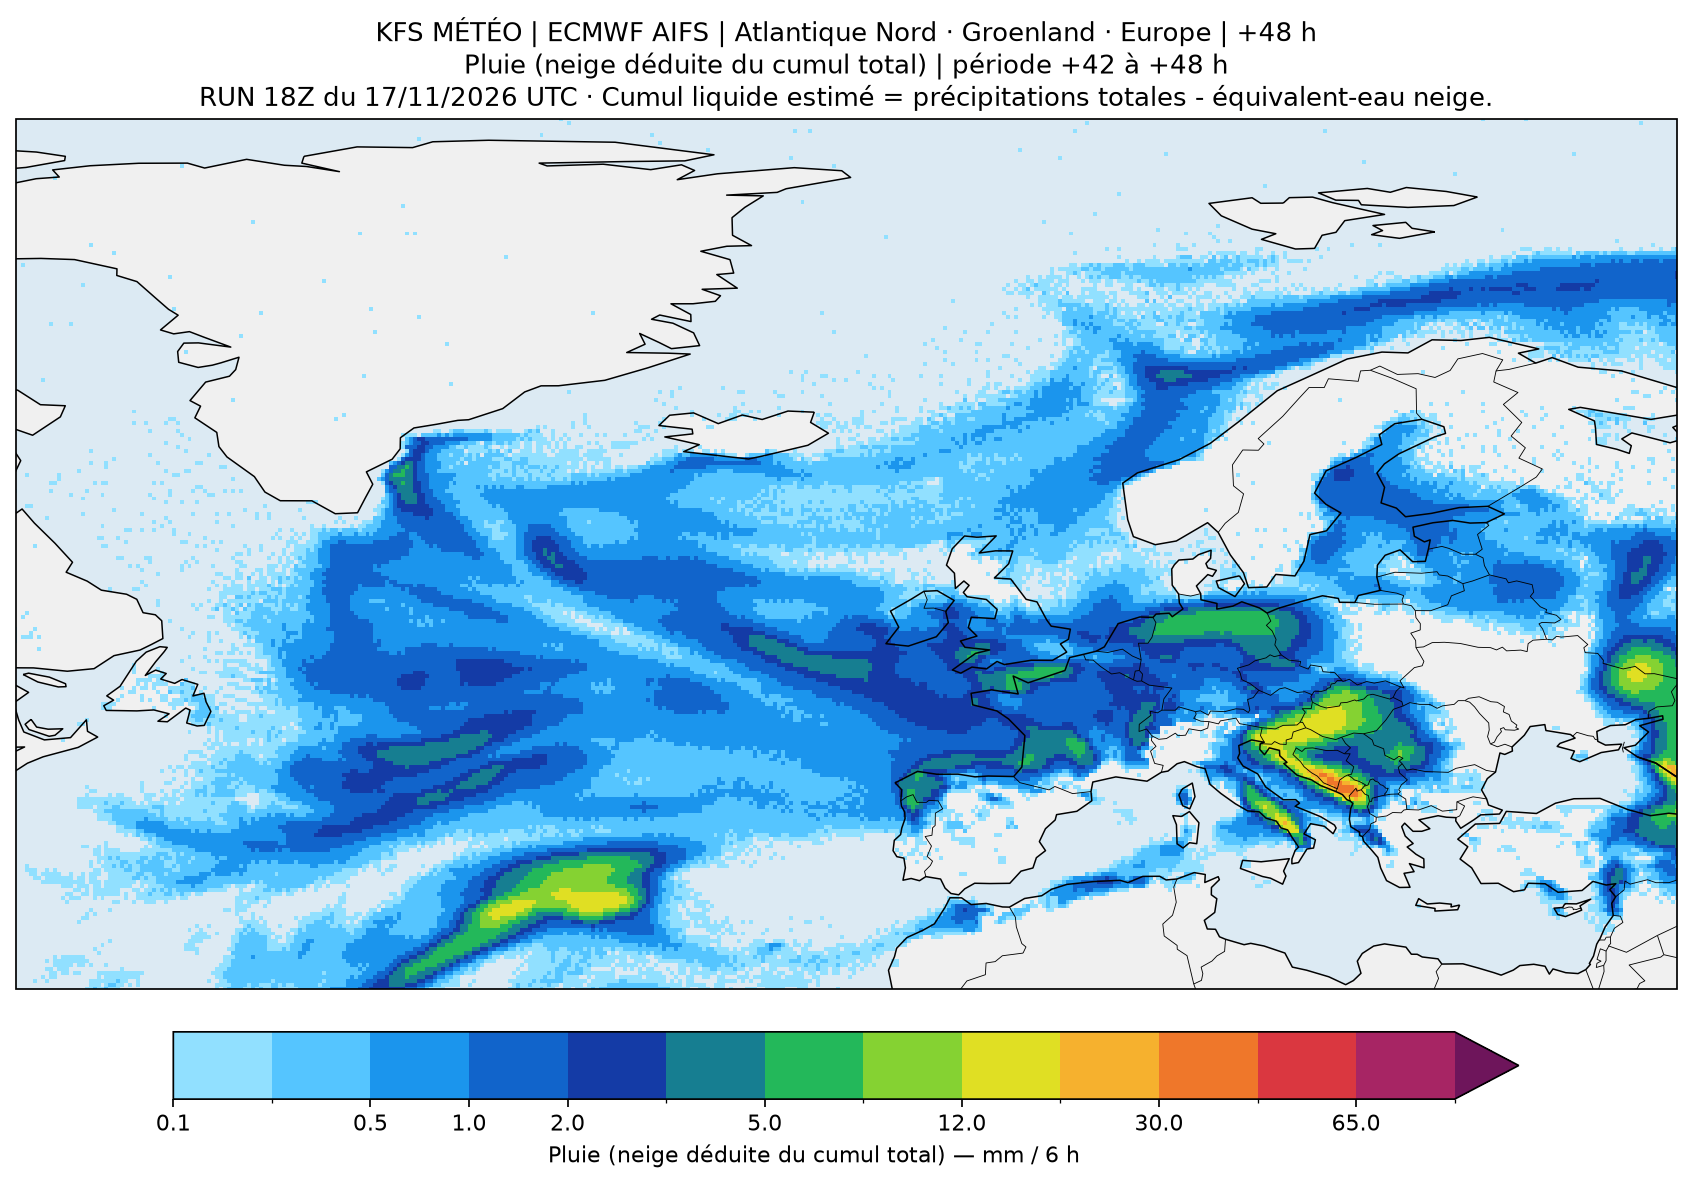 KFS MÉTÉO | ECMWF AIFS | Atlantique Nord · Groenland · Europe | +48 h
Pluie (neige déduite du cumul total) | période +42 à +48 h
RUN 18Z du 17/11/2026 UTC · Cumul liquide estimé = précipitations totales - équivalent-eau neige.
0.1 0.5 1.0 2.0 5.0 12.0 30.0 65.0
Pluie (neige déduite du cumul total) — mm / 6 h